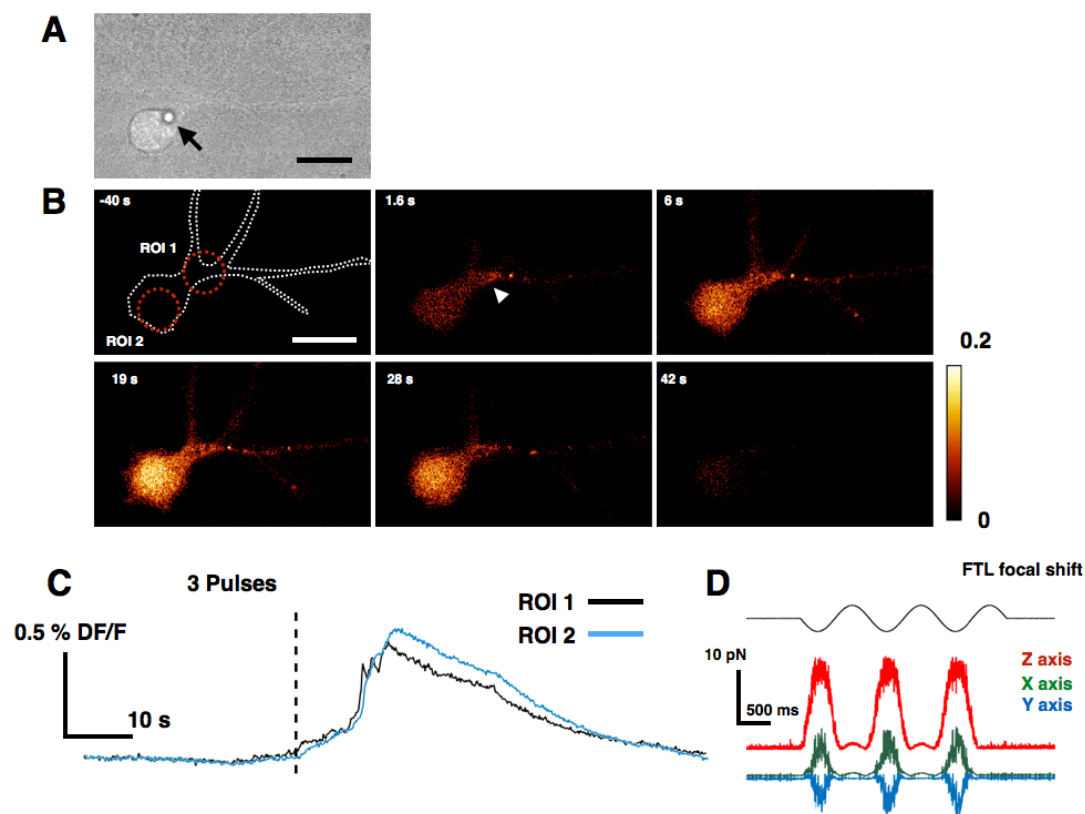 A
B
-40 s
ROI 1
ROI 2
1.6 s
6 s
19 s
28 s
42 s
0.2
0
C
3 Pulses
0.5 % DF/F
10 s
ROI 1
ROI 2
D
FTL focal shift
10 pN
500 ms
Z axis
X axis
Y axis